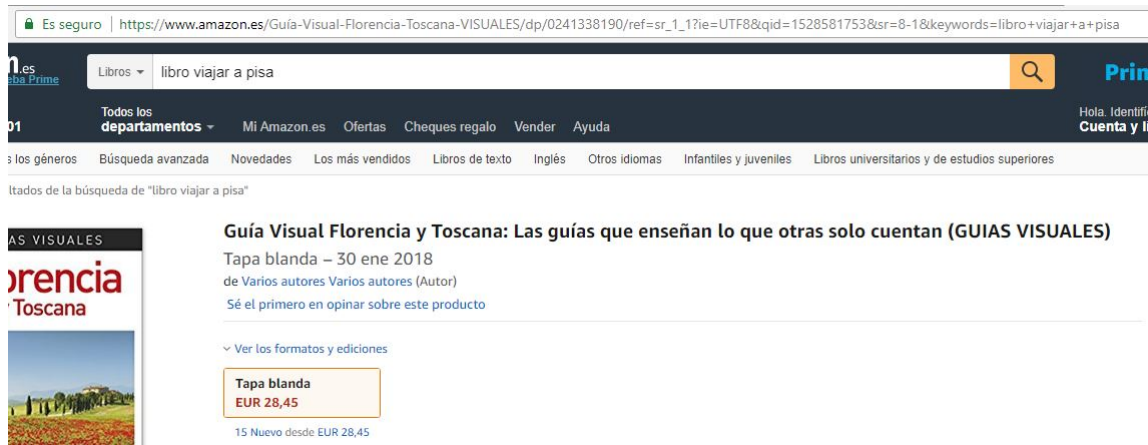 Es seguro | https://www.amazon.es/Guía-Visual-Florencia-Toscana-VISUALES/dp/0241338190/ref=sr_1_1?ie=UTF8&qid=1528581753&sr=8-1&keywords=libro+viajar+a+pisa
n.es
eba Prime
Libros libro viajar a pisa
Prin
01
Todos los
departamentos Mi Amazon.es Ofertas Cheques regalo Vender Ayuda
Hola. Identifí
Cuenta y li
s los géneros Búsqueda avanzada Novedades Los más vendidos Libros de texto Inglés Otros idiomas Infantiles y juveniles Libros universitarios y de estudios superiores
ltados de la búsqueda de "libro viajar a pisa"
AS VISUALES
orencia
Toscana
Guía Visual Florencia y Toscana: Las guías que enseñan lo que otras solo cuentan (GUIAS VISUALES)
Tapa blanda – 30 ene 2018
de Varios autores Varios autores (Autor)
Sé el primero en opinar sobre este producto
Ver los formatos y ediciones
Tapa blanda
EUR 28,45
15 Nuevo desde EUR 28,45